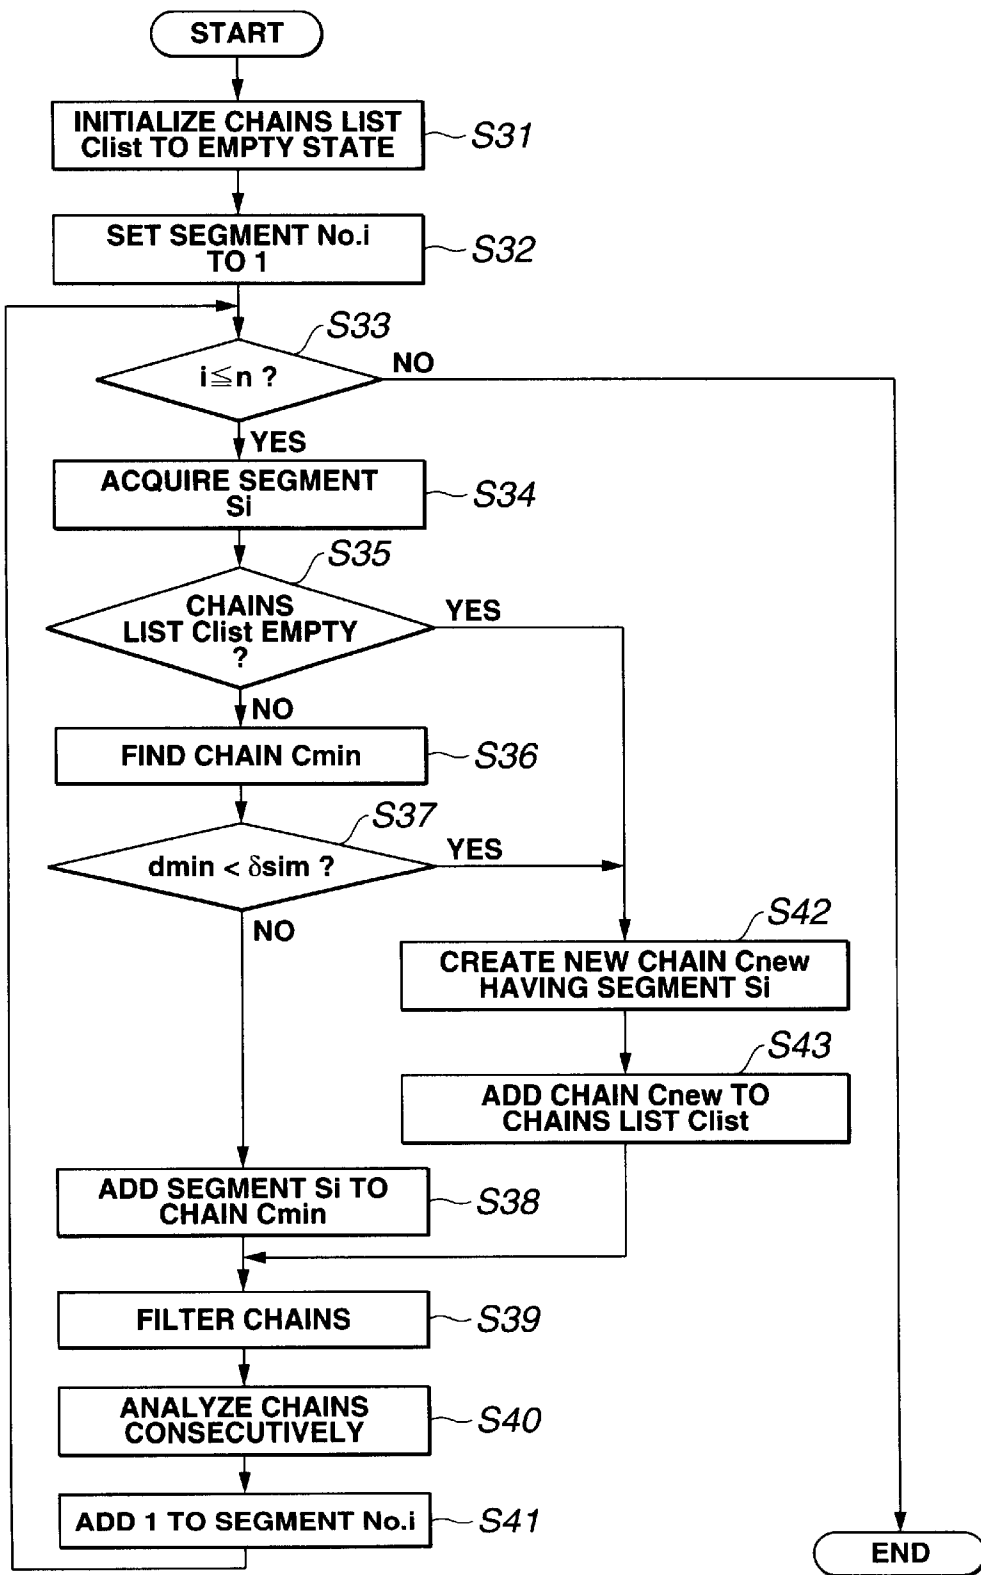 START
INITIALIZE CHAINS LIST
Clist TO EMPTY STATE
S31
SET SEGMENT No.i
TO 1
S32
S33
i≦n ?
NO
YES
ACQUIRE SEGMENT
Si
S34
S35
CHAINS
LIST Clist EMPTY
?
YES
NO
FIND CHAIN Cmin
S36
S37
dmin < δsim ?
YES
NO
S42
CREATE NEW CHAIN Cnew
HAVING SEGMENT Si
S43
ADD CHAIN Cnew TO
CHAINS LIST Clist
ADD SEGMENT Si TO
CHAIN Cmin
S38
FILTER CHAINS
S39
ANALYZE CHAINS
CONSECUTIVELY
S40
ADD 1 TO SEGMENT No.i
S41
END